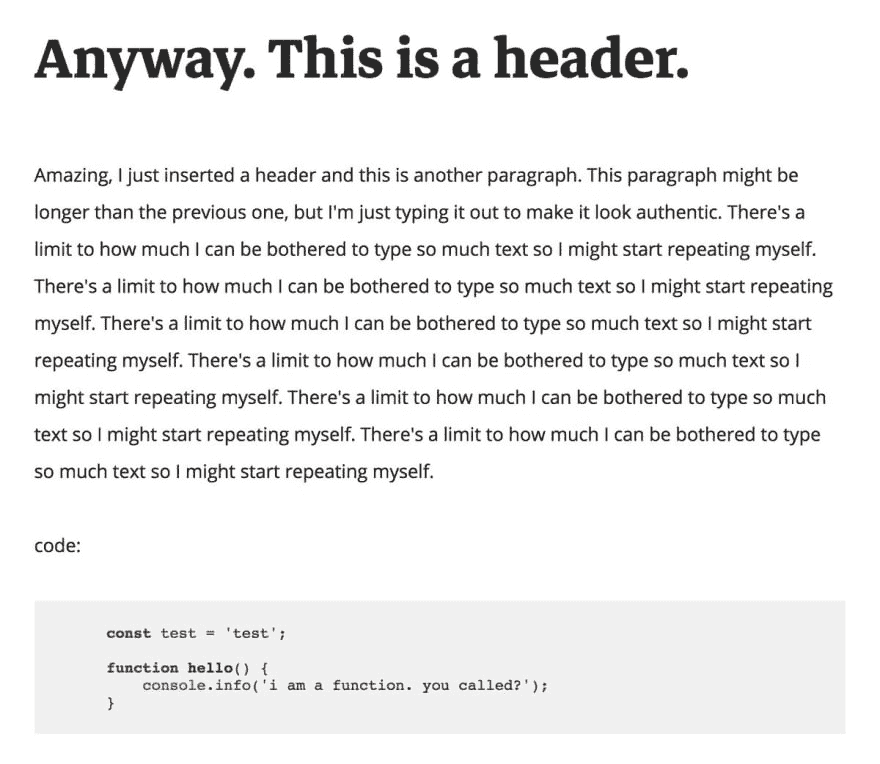 Anyway. This is a header.
Amazing, I just inserted a header and this is another paragraph. This paragraph might be
longer than the previous one, but I'm just typing it out to make it look authentic. There's a
limit to how much I can be bothered to type so much text so I might start repeating myself.
There's a limit to how much I can be bothered to type so much text so I might start repeating
myself. There's a limit to how much I can be bothered to type so much text so I might start
repeating myself. There's a limit to how much I can be bothered to type so much text so I
might start repeating myself. There's a limit to how much I can be bothered to type so much
text so I might start repeating myself. There's a limit to how much I can be bothered to type
so much text so I might start repeating myself.
code:
const test = 'test';
function hello() {
    console.info('i am a function. you called?');
}